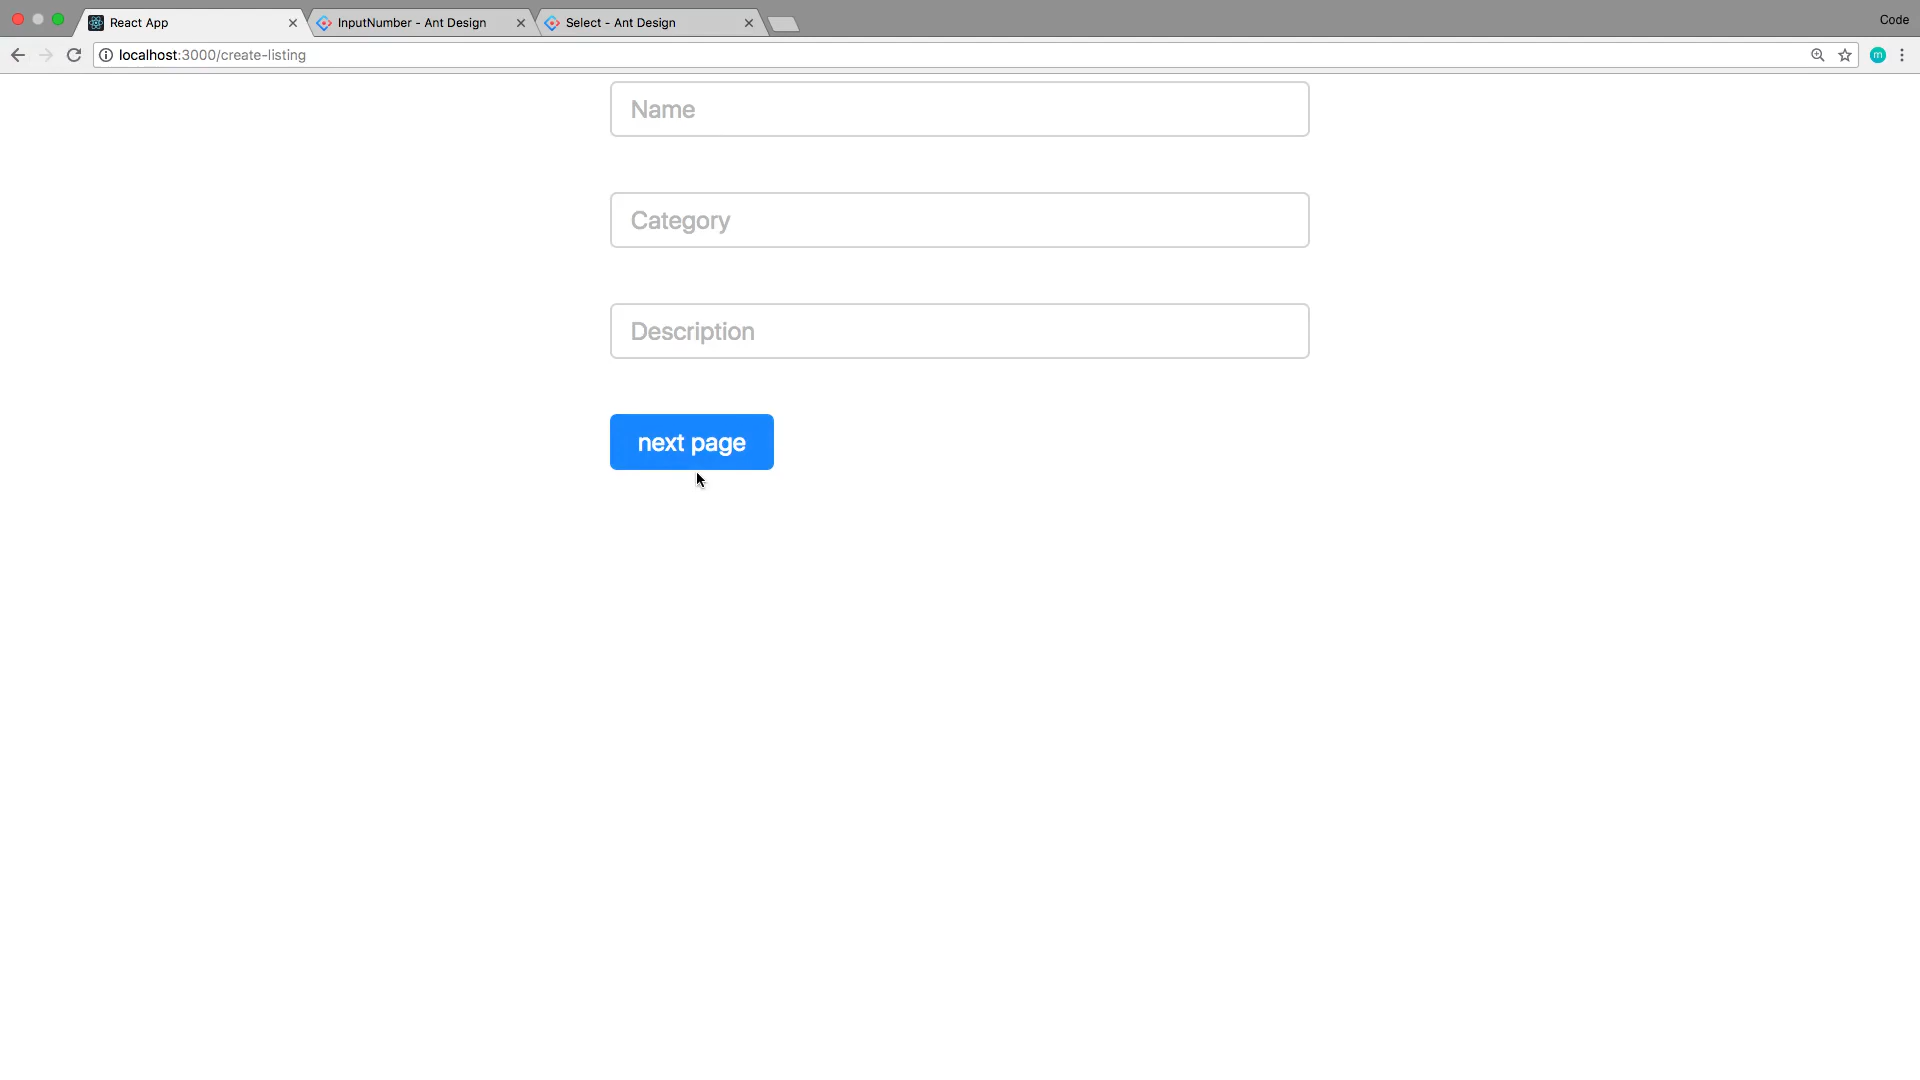 React App
InputNumber - Ant Design
Select - Ant Design
Code
localhost:3000/create-listing
m
Name
Category
Description
next page